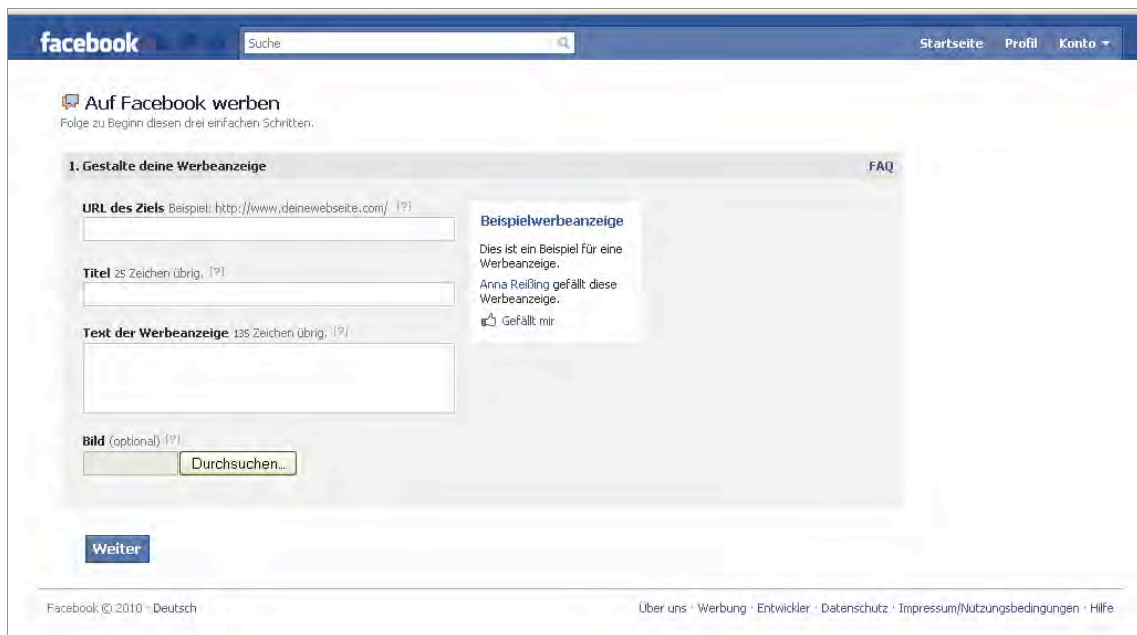 facebook
Suche
Startseite Profil Konto
Auf Facebook werben
Folge zu Beginn diesen drei einfachen Schritten.
1. Gestalte deine Werbeanzeige
FAQ
URL des Ziels Beispiel: http://www.deinewebseite.com/ [?]
Titel 25 Zeichen übrig. [?]
Text der Werbeanzeige 135 Zeichen übrig. [?]
Bild (optional) [?]
Durchsuchen...
Beispielwerbeanzeige
Dies ist ein Beispiel für eine
Werbeanzeige.
Anna Reißing gefällt diese
Werbeanzeige.
Gefällt mir
Weiter
Facebook © 2010 · Deutsch
Über uns · Werbung · Entwickler · Datenschutz · Impressum/Nutzungsbedingungen · Hilfe